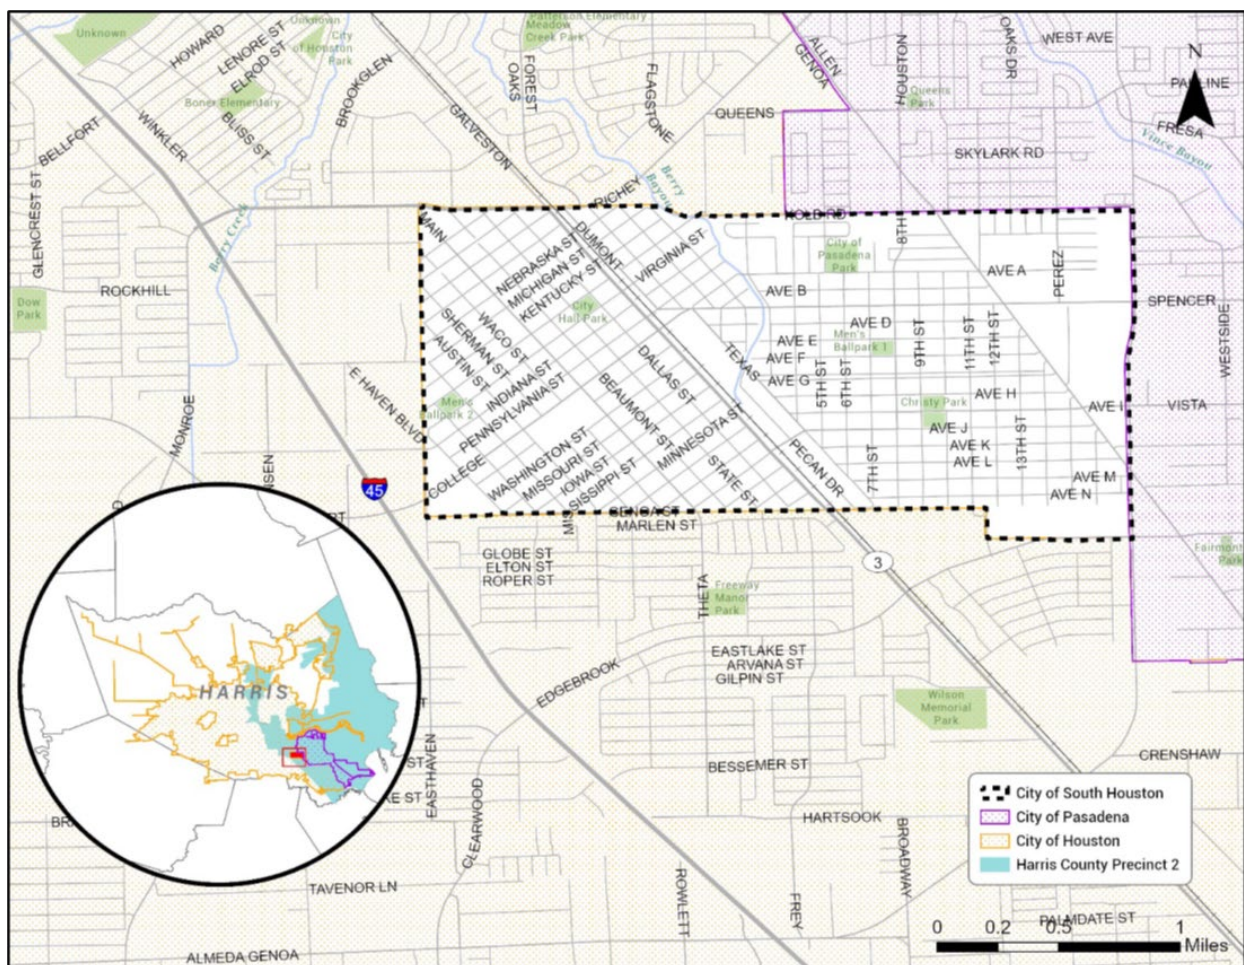 Unknown
HOWARD
LENORE ST
ELROD ST
Unknown
City
of Houston
Park
Bonner Elementary
BLISS ST
BELLFORT
WINKLER
BROOKGLEN
GALVESTON
FOREST
OAKS
Patterson Elementary
Meadow
Creek Park
FLAGSTONE
QUEENS
ALLEN
GENOA
HOUSTON
OAKS DR
WEST AVE
N
Queens
Park
FRESA
Vince Bayou
SKYLARK RD
GLENCREST ST
Berry Creek
Berry
Bayou
RICHEY
MAIN
DUMONT
NEBRASKA ST
MICHIGAN ST
KENTUCKY ST
VIRGINIA ST
8TH
City of
Pasadena
Park
AVE A
PEREZ
ROCKHILL
Dow
Park
AVE B
SPENCER
WESTSIDE
City
Hall Park
WACO ST
SHERMAN ST
AUSTIN ST
INDIANA ST
PENNSYLVANIA ST
AVE D
Men's
Ballpark 1
AVE E
AVE F
AVE G
TEXAS
5TH ST
6TH ST
9TH ST
11TH ST
12TH ST
DALLAS ST
BEAUMONT ST
E HAVEN BLVD
Men's
Ballpark 2
MONROE
Christy Park
AVE H
AVE I
VISTA
AVE J
AVE K
AVE L
13TH ST
AVE M
AVE N
MINNESOTA ST
STATE ST
PECAN DR
7TH ST
COLLEGE
WASHINGTON ST
MISSOURI ST
IOWA ST
MISSISSIPPI ST
45
MARLEN ST
GLOBE ST
ELTON ST
ROPER ST
3
Fairmont
Park
THETA
Freeway
Manor
Park
EASTLAKE ST
ARVANA ST
GILPIN ST
EDGEBROOK
Wilson
Memorial
Park
HARRIS
CRENSHAW
BESSEMER ST
EASTHAVEN
CLEARWOOD
HARTSOOK
BROADWAY
City of South Houston
City of Pasadena
City of Houston
Harris County Precinct 2
TAVENOR LN
ROWLETT
FREY
PALMDATE ST
0 0.2 0.5 1
Miles
ALMEDA GENOA